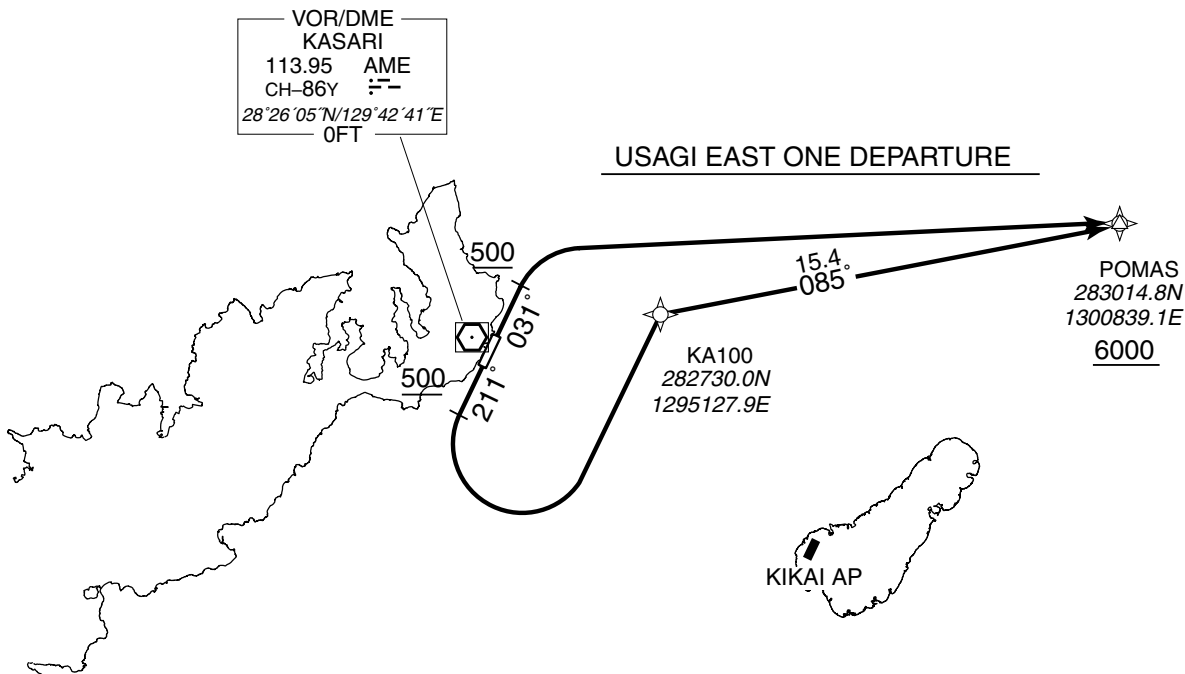 VOR/DME
KASARI
113.95 AME
CH–86Y
28°26´05˝N/129°42´41˝E
0FT
USAGI EAST ONE DEPARTURE
500
031°
500
211°
15.4
085°
KA100
282730.0N
1295127.9E
POMAS
283014.8N
1300839.1E
6000
KIKAI AP